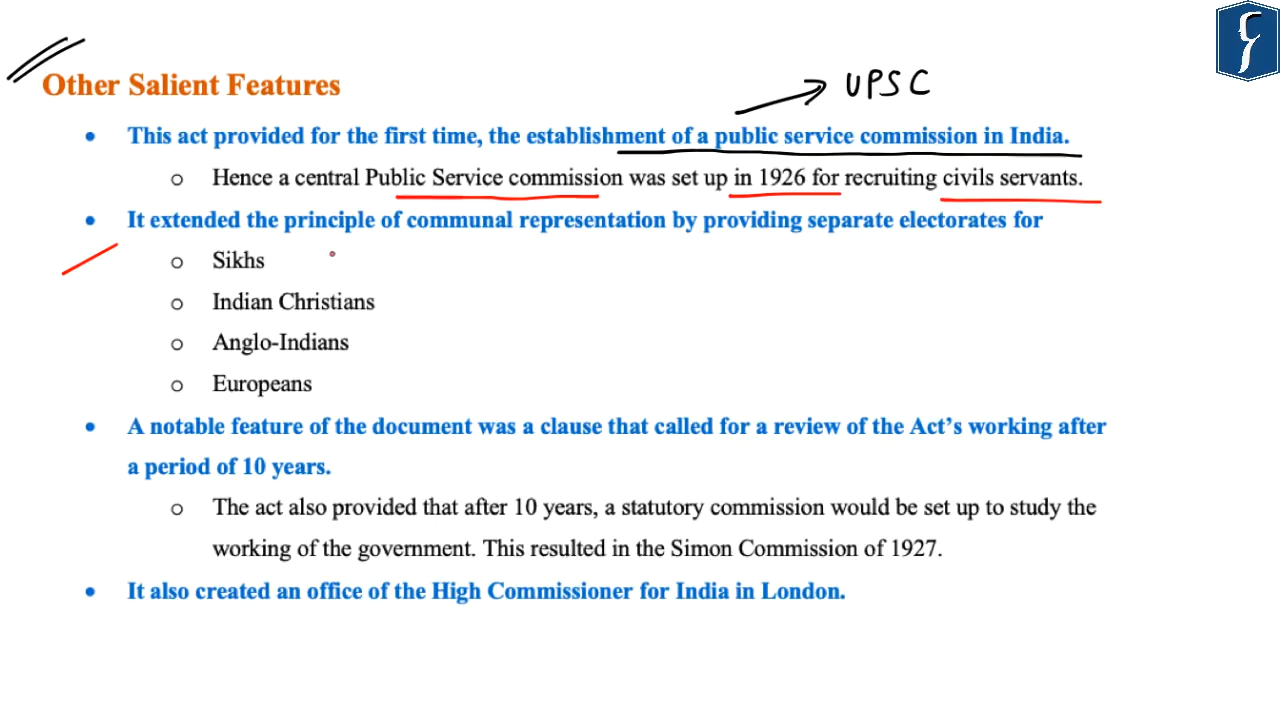 Other Salient Features
UPSC
• This act provided for the first time, the establishment of a public service commission in India.
o Hence a central Public Service commission was set up in 1926 for recruiting civils servants.
• It extended the principle of communal representation by providing separate electorates for
o Sikhs
o Indian Christians
o Anglo-Indians
o Europeans
• A notable feature of the document was a clause that called for a review of the Act’s working after
a period of 10 years.
o The act also provided that after 10 years, a statutory commission would be set up to study the
working of the government. This resulted in the Simon Commission of 1927.
• It also created an office of the High Commissioner for India in London.